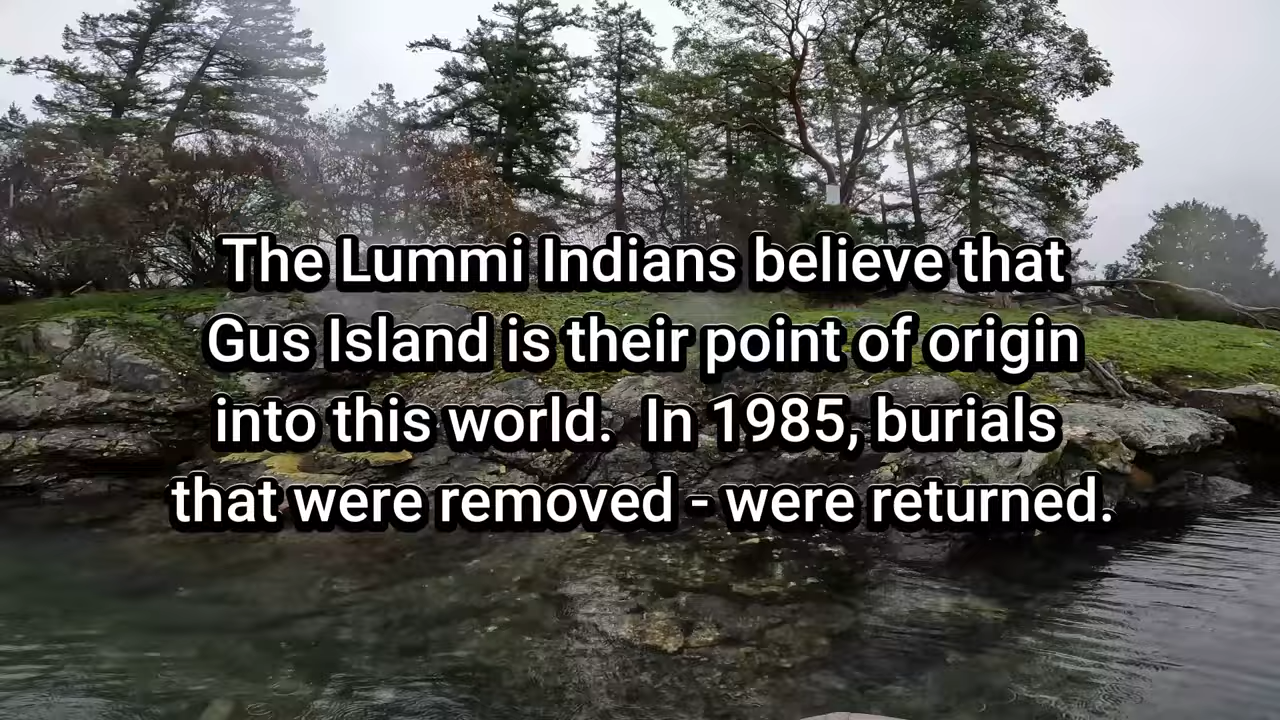 The Lummi Indians believe that
Gus Island is their point of origin
into this world.  In 1985, burials
that were removed - were returned.